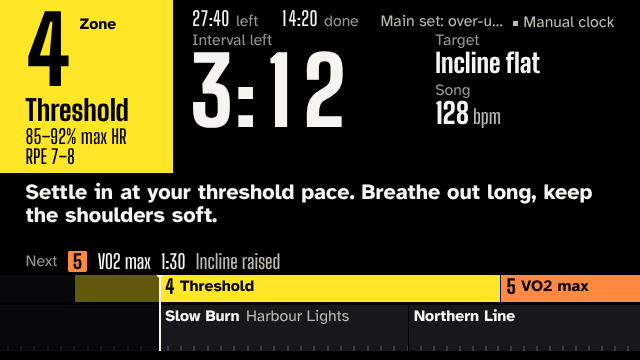 4 Zone
Threshold
85–92% max HR
RPE 7–8
27:40 left 14:20 done Main set: over-u... Manual clock
Interval left
3:12
Target
Incline flat
Song
128 bpm
Settle in at your threshold pace. Breathe out long, keep
the shoulders soft.
Next 5 VO2 max 1:30 Incline raised
4 Threshold
5 VO2 max
Slow Burn Harbour Lights
Northern Line